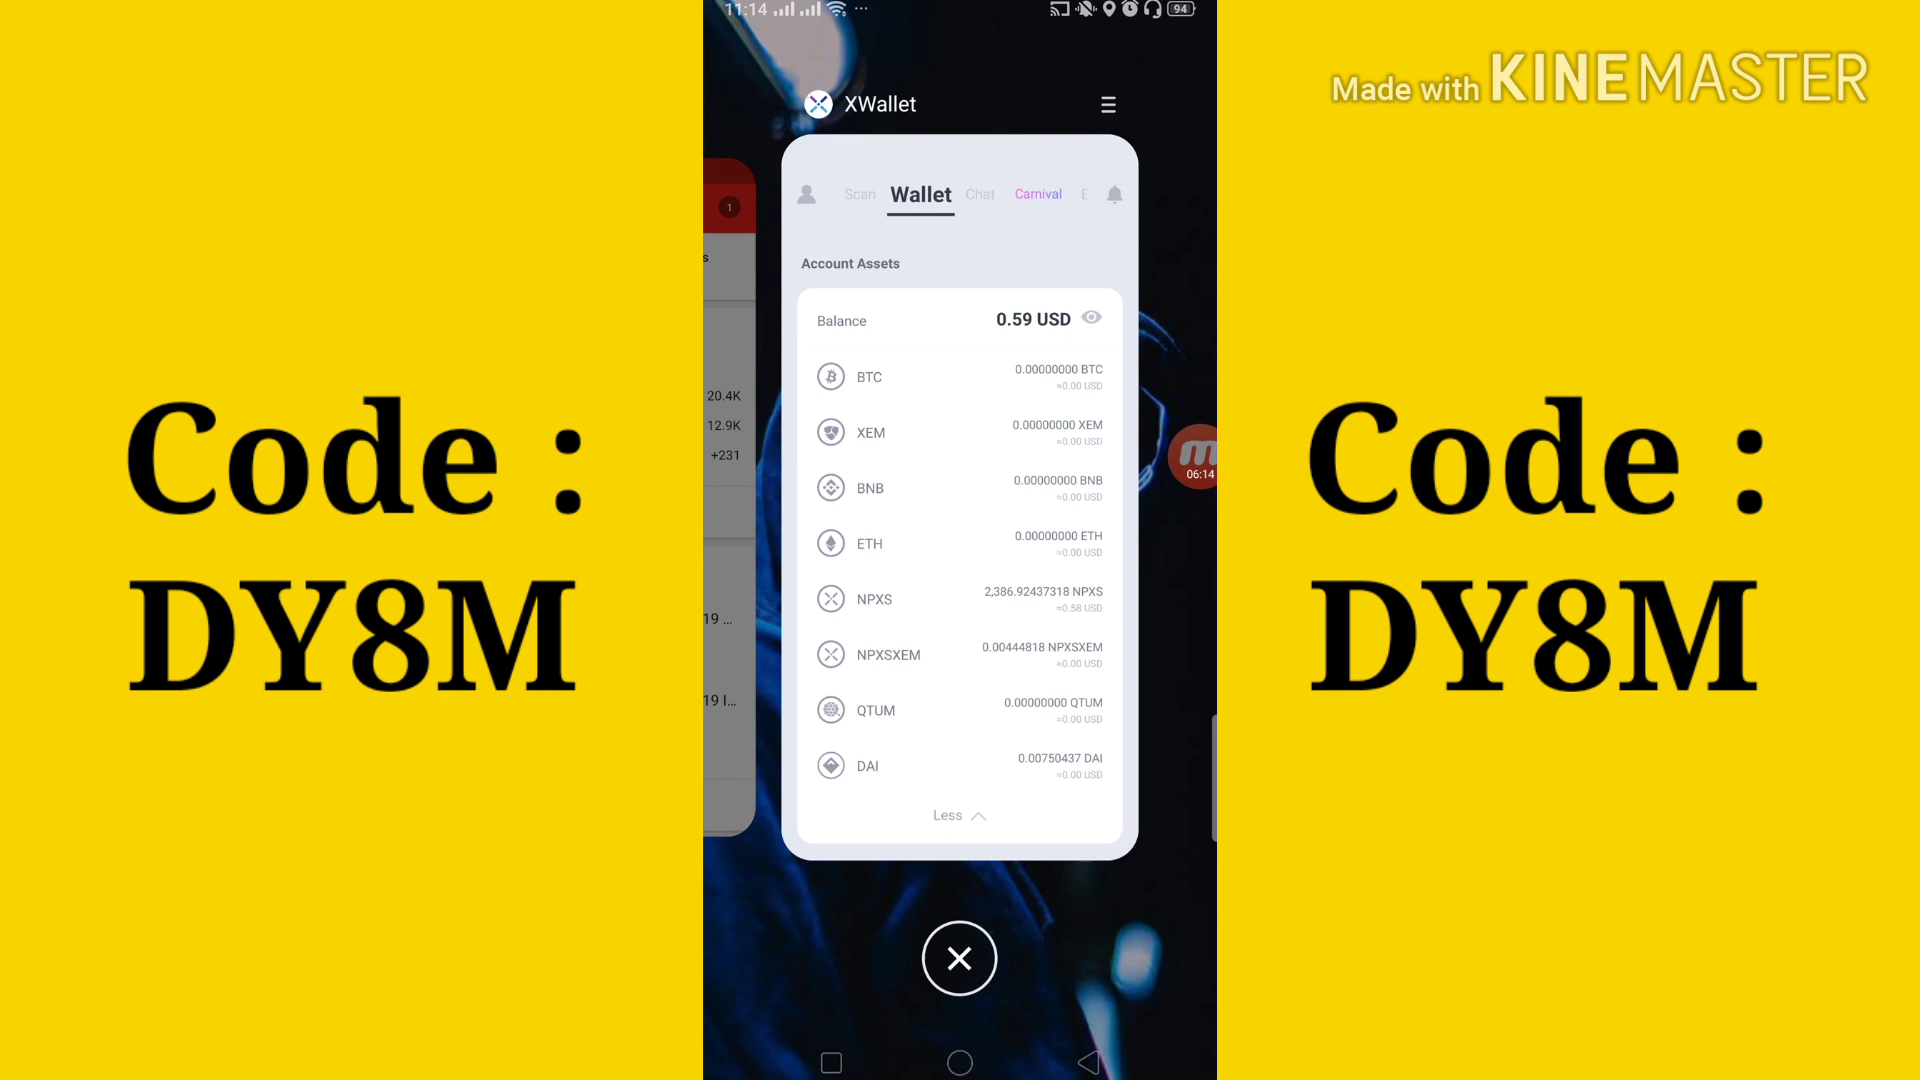 11:14
94
Made with KINEMASTER
XWallet
Scan Wallet Chat Carnival E
1
s
Account Assets
Balance 0.59 USD
BTC 0.00000000 BTC
≈0.00 USD
20.4K
12.9K
+231
XEM 0.00000000 XEM
≈0.00 USD
BNB 0.00000000 BNB
≈0.00 USD
ETH 0.00000000 ETH
≈0.00 USD
NPXS 2,386.92437318 NPXS
≈0.58 USD
19 ...
NPXSXEM 0.00444818 NPXSXEM
≈0.00 USD
19 I...
QTUM 0.00000000 QTUM
≈0.00 USD
DAI 0.00750437 DAI
≈0.00 USD
Less
m
06:14
Code :
DY8M
Code :
DY8M